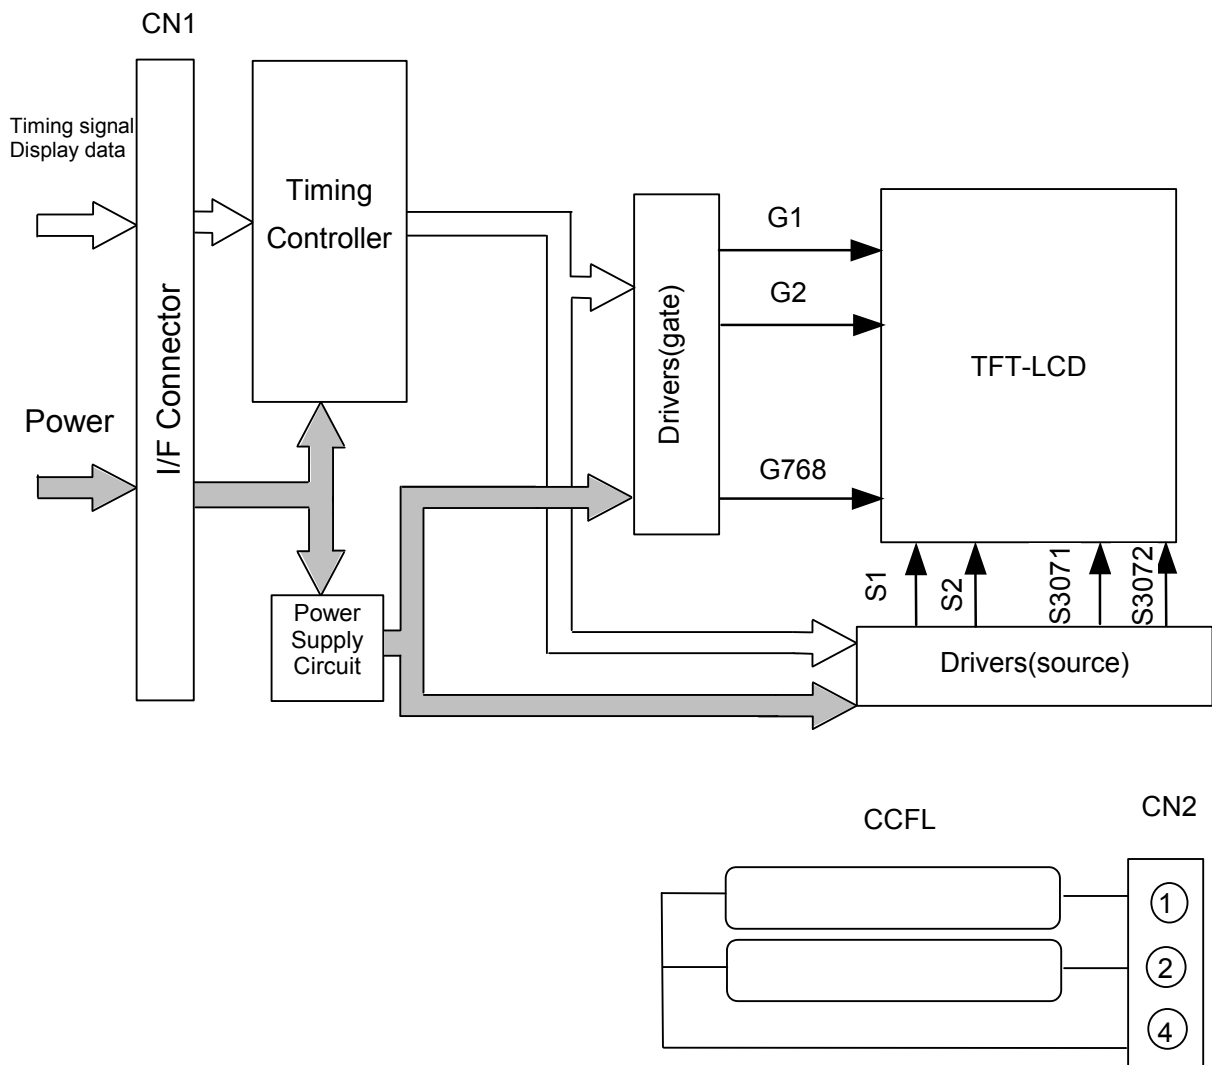 CN1
Timing signal
Display data
Timing
Controller
I/F Connector
Power
Drivers(gate)
G1
G2
G768
TFT-LCD
S1
S2
S3071
S3072
Power
Supply
Circuit
Drivers(source)
CCFL
CN2
1
2
4